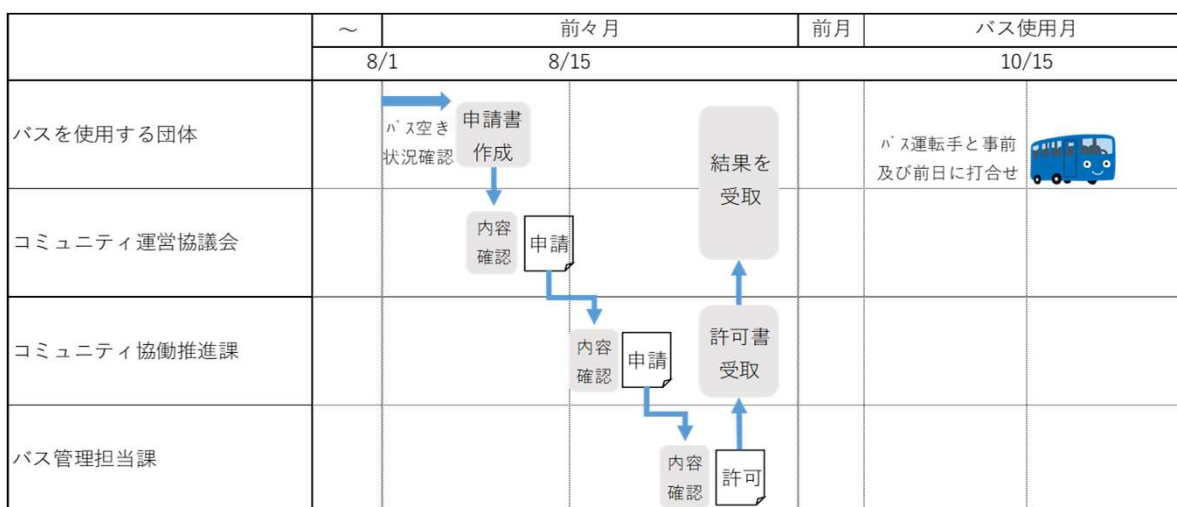 ～
前々月
前月
バス使用月
8/1
8/15
10/15
バスを使用する団体
バス空き
状況確認
申請書
作成
結果を
受取
バス運転手と事前
及び前日に打合せ
コミュニティ運営協議会
内容
確認
申請
コミュニティ協働推進課
内容
確認
申請
許可書
受取
バス管理担当課
内容
確認
許可